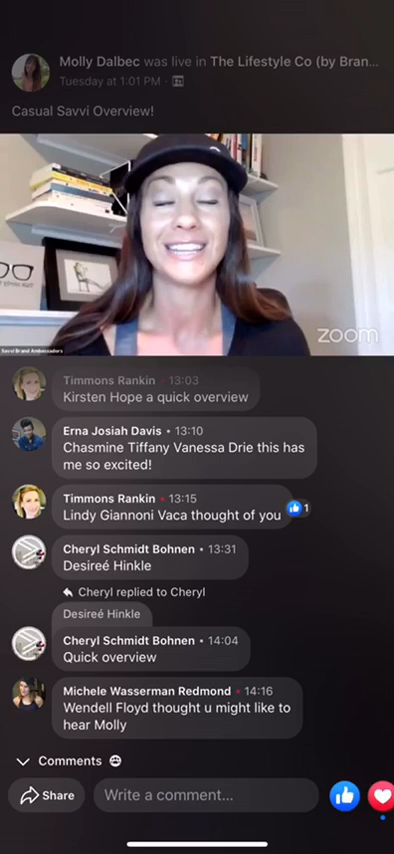 Molly Dalbec was live in The Lifestyle Co (by Bran...
Tuesday at 1:01 PM ·
Casual Savvi Overview!
zoom
Savvi Brand Ambassadors
Timmons Rankin • 13:03
Kirsten Hope a quick overview
Erna Josiah Davis • 13:10
Chasmine Tiffany Vanessa Drie this has
me so excited!
Timmons Rankin • 13:15
Lindy Giannoni Vaca thought of you
1
Cheryl Schmidt Bohnen • 13:31
Desireé Hinkle
Cheryl replied to Cheryl
Desireé Hinkle
Cheryl Schmidt Bohnen • 14:04
Quick overview
Michele Wasserman Redmond • 14:16
Wendell Floyd thought u might like to
hear Molly
Comments
Share
Write a comment...